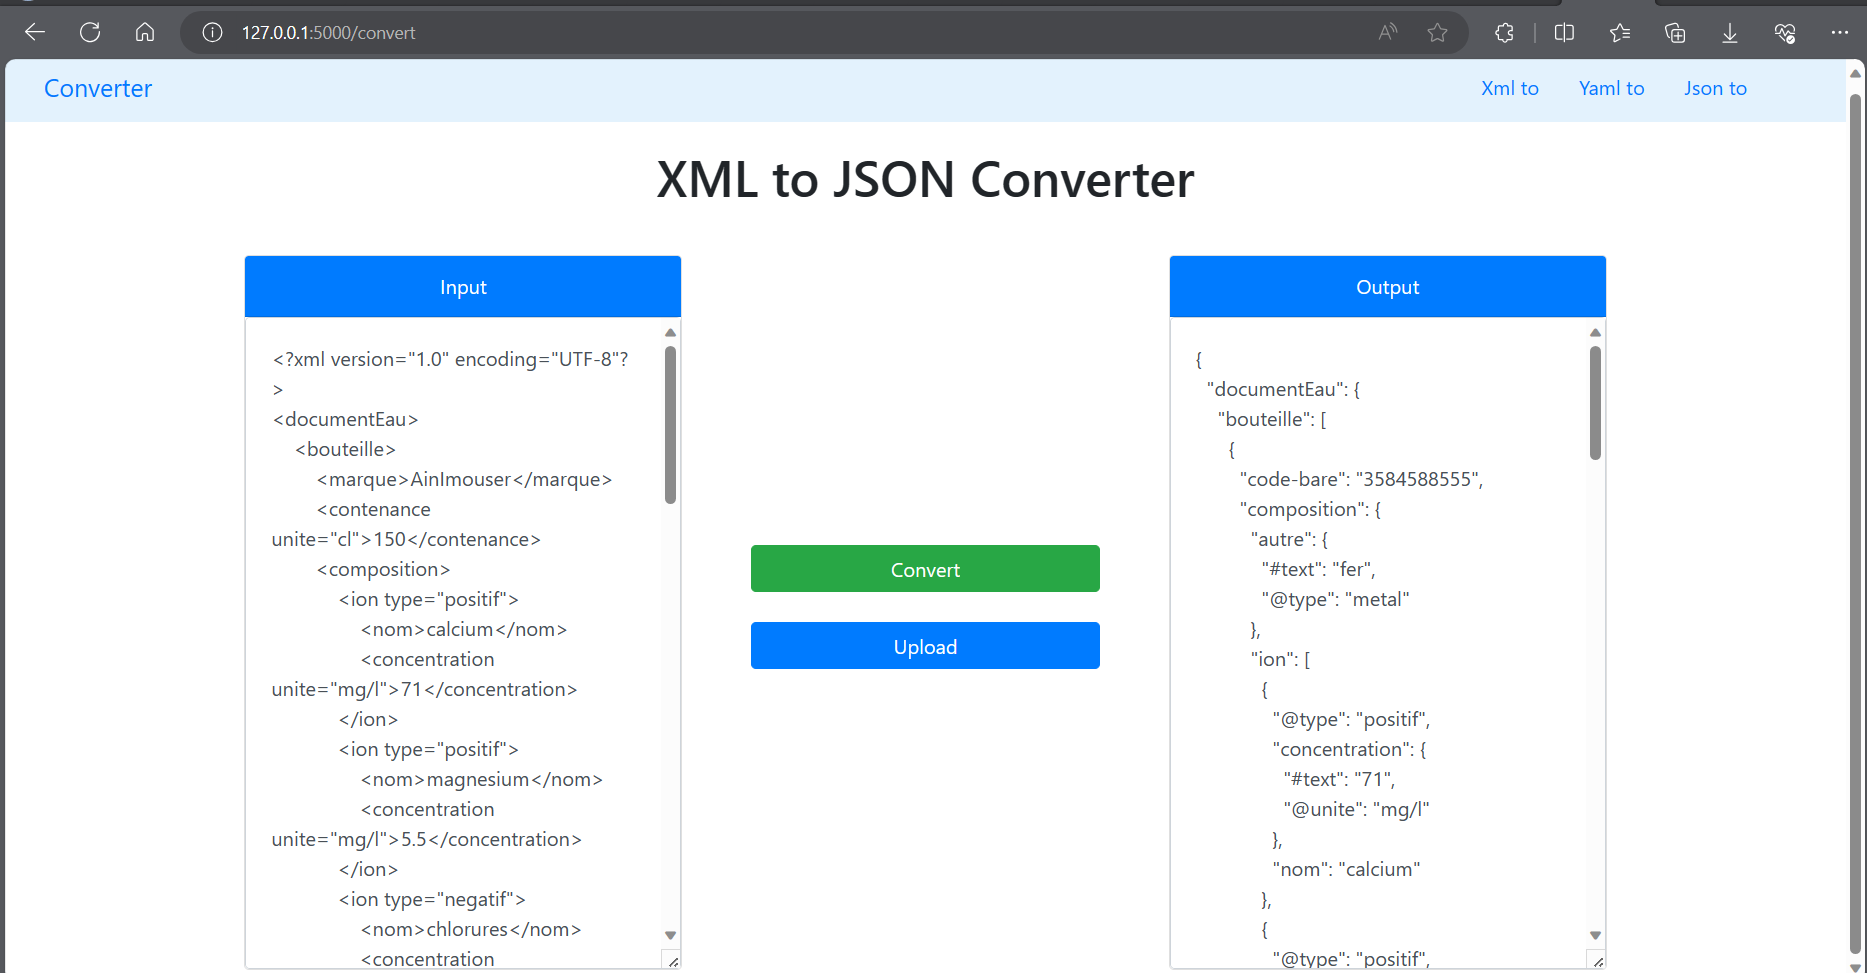 127.0.0.1:5000/convert
Converter
Xml to
Yaml to
Json to
XML to JSON Converter
Input
<?xml version="1.0" encoding="UTF-8"?
>
<documentEau>
<bouteille>
<marque>AinImouser</marque>
<contenance
unite="cl">150</contenance>
<composition>
<ion type="positif">
<nom>calcium</nom>
<concentration
unite="mg/l">71</concentration>
</ion>
<ion type="positif">
<nom>magnesium</nom>
<concentration
unite="mg/l">5.5</concentration>
</ion>
<ion type="negatif">
<nom>chlorures</nom>
<concentration
Convert
Upload
Output
{
"documentEau": {
"bouteille": [
{
"code-bare": "3584588555",
"composition": {
"autre": {
"#text": "fer",
"@type": "metal"
},
"ion": [
{
"@type": "positif",
"concentration": {
"#text": "71",
"@unite": "mg/l"
},
"nom": "calcium"
},
{
"@type": "positif",